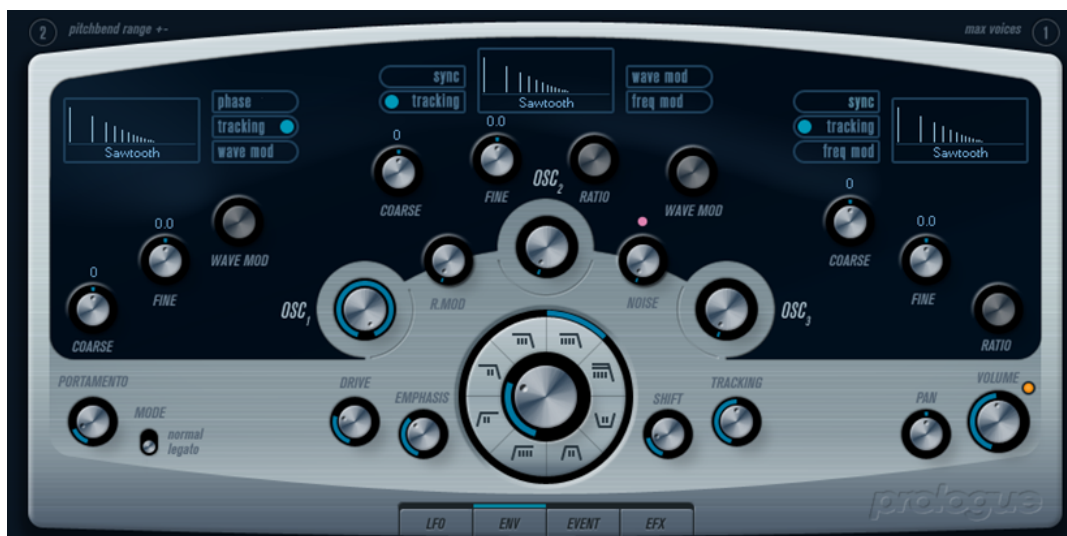 2 pitchbend range +-
max voices 1
sync
tracking
Sawtooth
wave mod
freq mod
phase
tracking
wave mod
Sawtooth
sync
tracking
freq mod
Sawtooth
0
COARSE
0.0
FINE
OSC2
RATIO
WAVE MOD
0
COARSE
0.0
FINE
WAVE MOD
0
COARSE
0.0
FINE
RATIO
OSC1
R.MOD
NOISE
OSC3
PORTAMENTO
MODE
normal
legato
DRIVE
EMPHASIS
SHIFT
TRACKING
PAN
VOLUME
prologue
LFO
ENV
EVENT
EFX